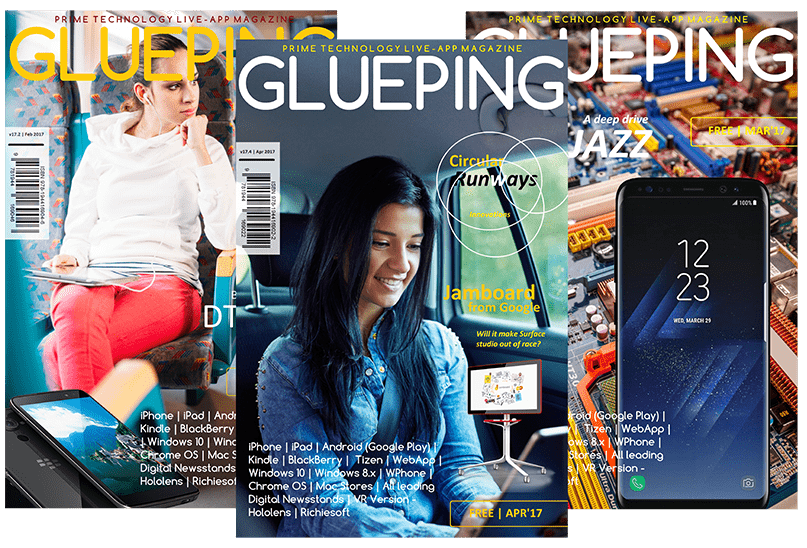 PRIME TECHNOLOGY LIVE-APP MAGAZINE
GLUEPING
v17.2 | Feb 2017
DT
iPhone | iPad | Andr
Kindle | BlackBerry |
Windows 10 | Wind
Chrome OS | Mac S
Digital Newsstands
Hololens | Richieso
PRIME TECHNOLOGY LIVE-APP MAGAZINE
GLUEPING
v17.4 | Apr 2017
Circular
Runways
Innovations
Jamboard
from Google
Will it make Surface
studio out of race?
iPhone | iPad | Android (Google Play) |
Kindle | BlackBerry | Tizen | WebApp |
Windows 10 | Windows 8.x | WPhone |
Chrome OS | Mac Stores | All leading
Digital Newsstands | VR Version -
Hololens | Richiesoft
FREE | APR'17
PRIME TECHNOLOGY LIVE-APP MAGAZINE
LUEPING
A deep drive
JAZZ
FREE | MAR'17
100%
12
23
WED, MARCH 29
roid (Google Play) |
Tizen | WebApp |
ws 8.x | WPhone |
Stores | All leading
VR Version -